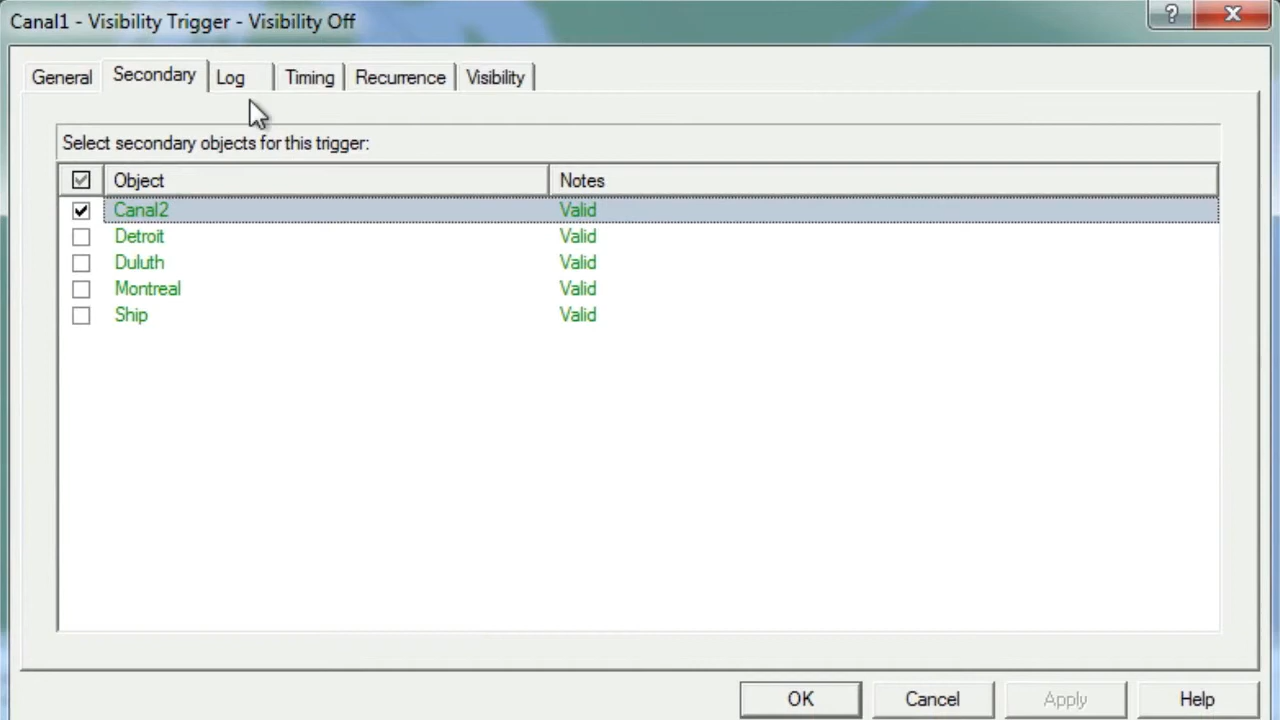 Canal1 - Visibility Trigger - Visibility Off ? X
General Secondary Log Timing Recurrence Visibility
Select secondary objects for this trigger:
Object Notes
Canal2 Valid
Detroit Valid
Duluth Valid
Montreal Valid
Ship Valid
OK Cancel Apply Help